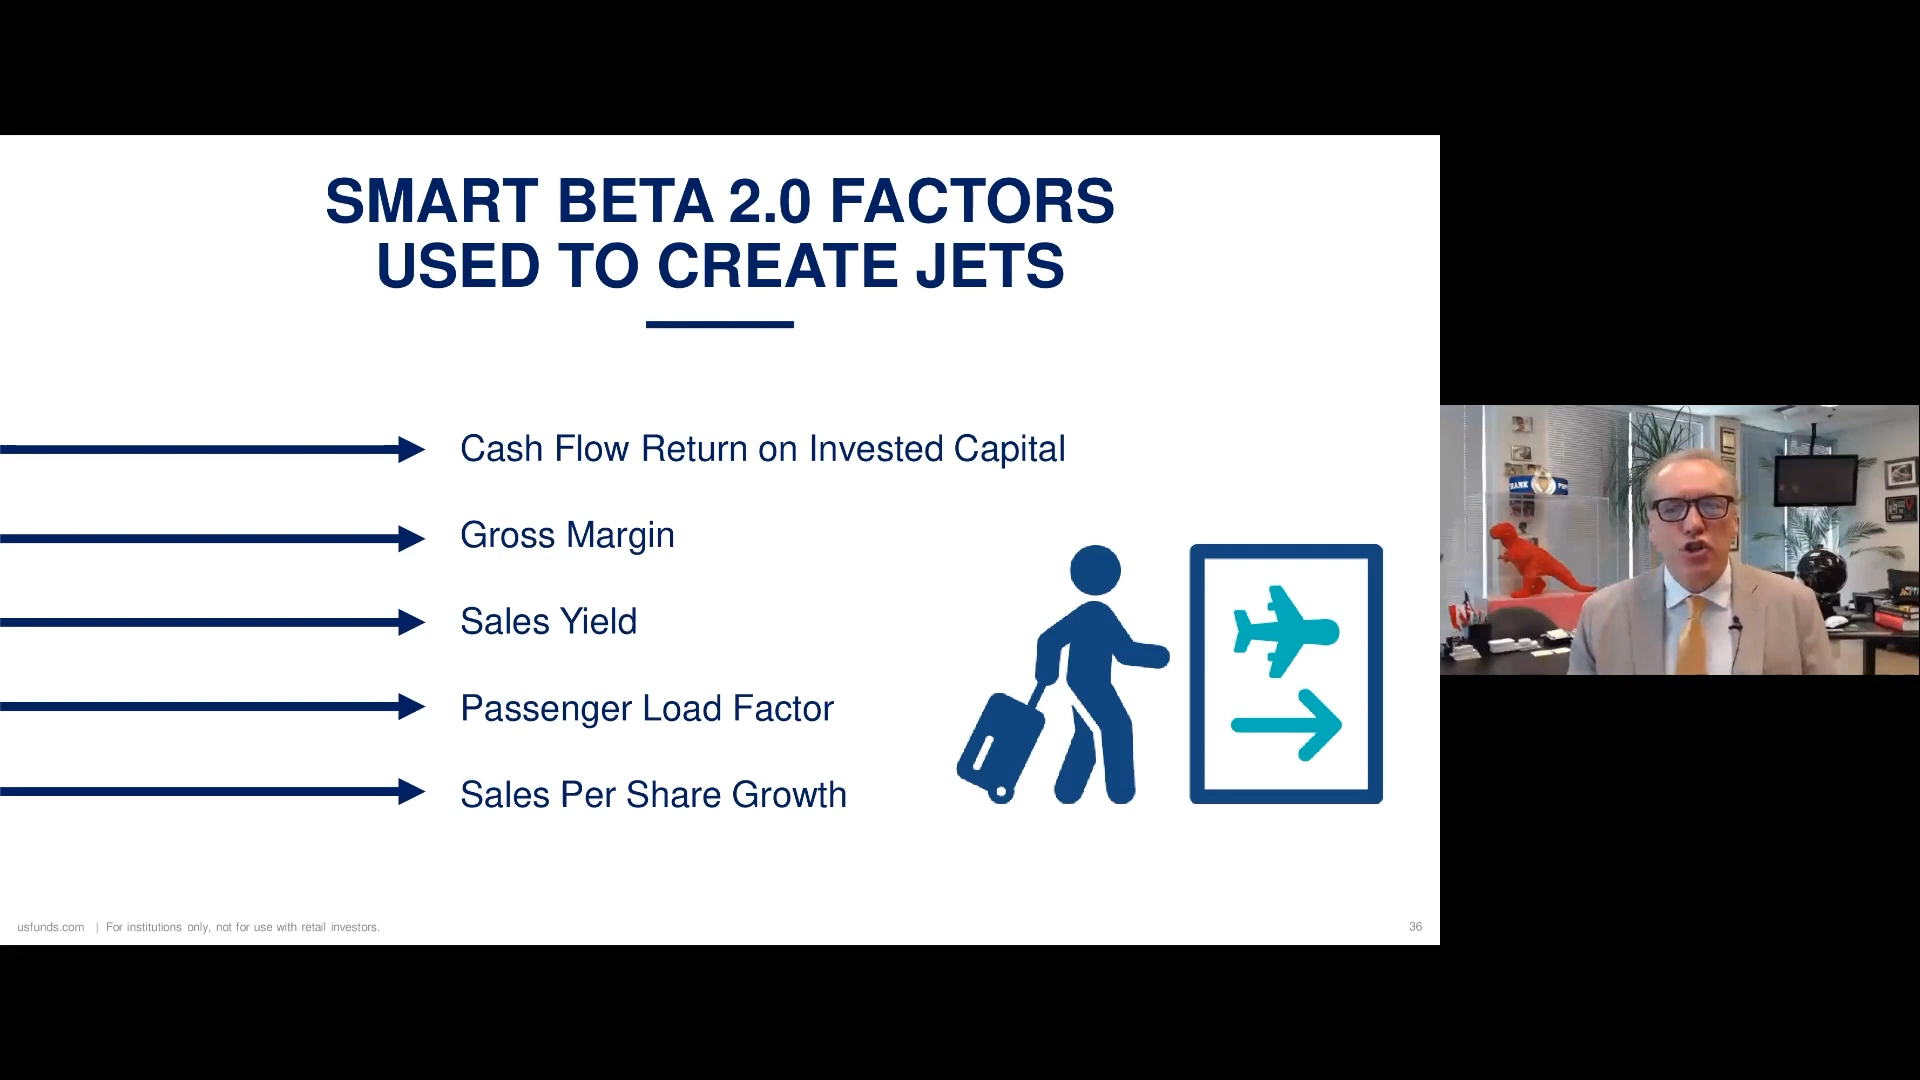 SMART BETA 2.0 FACTORS
USED TO CREATE JETS
Cash Flow Return on Invested Capital
Gross Margin
Sales Yield
Passenger Load Factor
Sales Per Share Growth
usfunds.com | For institutions only, not for use with retail investors.
36